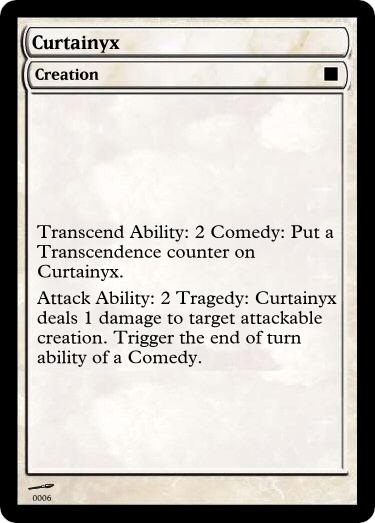 Curtainyx
Creation
Transcend Ability: 2 Comedy: Put a
Transcendence counter on
Curtainyx.
Attack Ability: 2 Tragedy: Curtainyx
deals 1 damage to target attackable
creation. Trigger the end of turn
ability of a Comedy.
0006